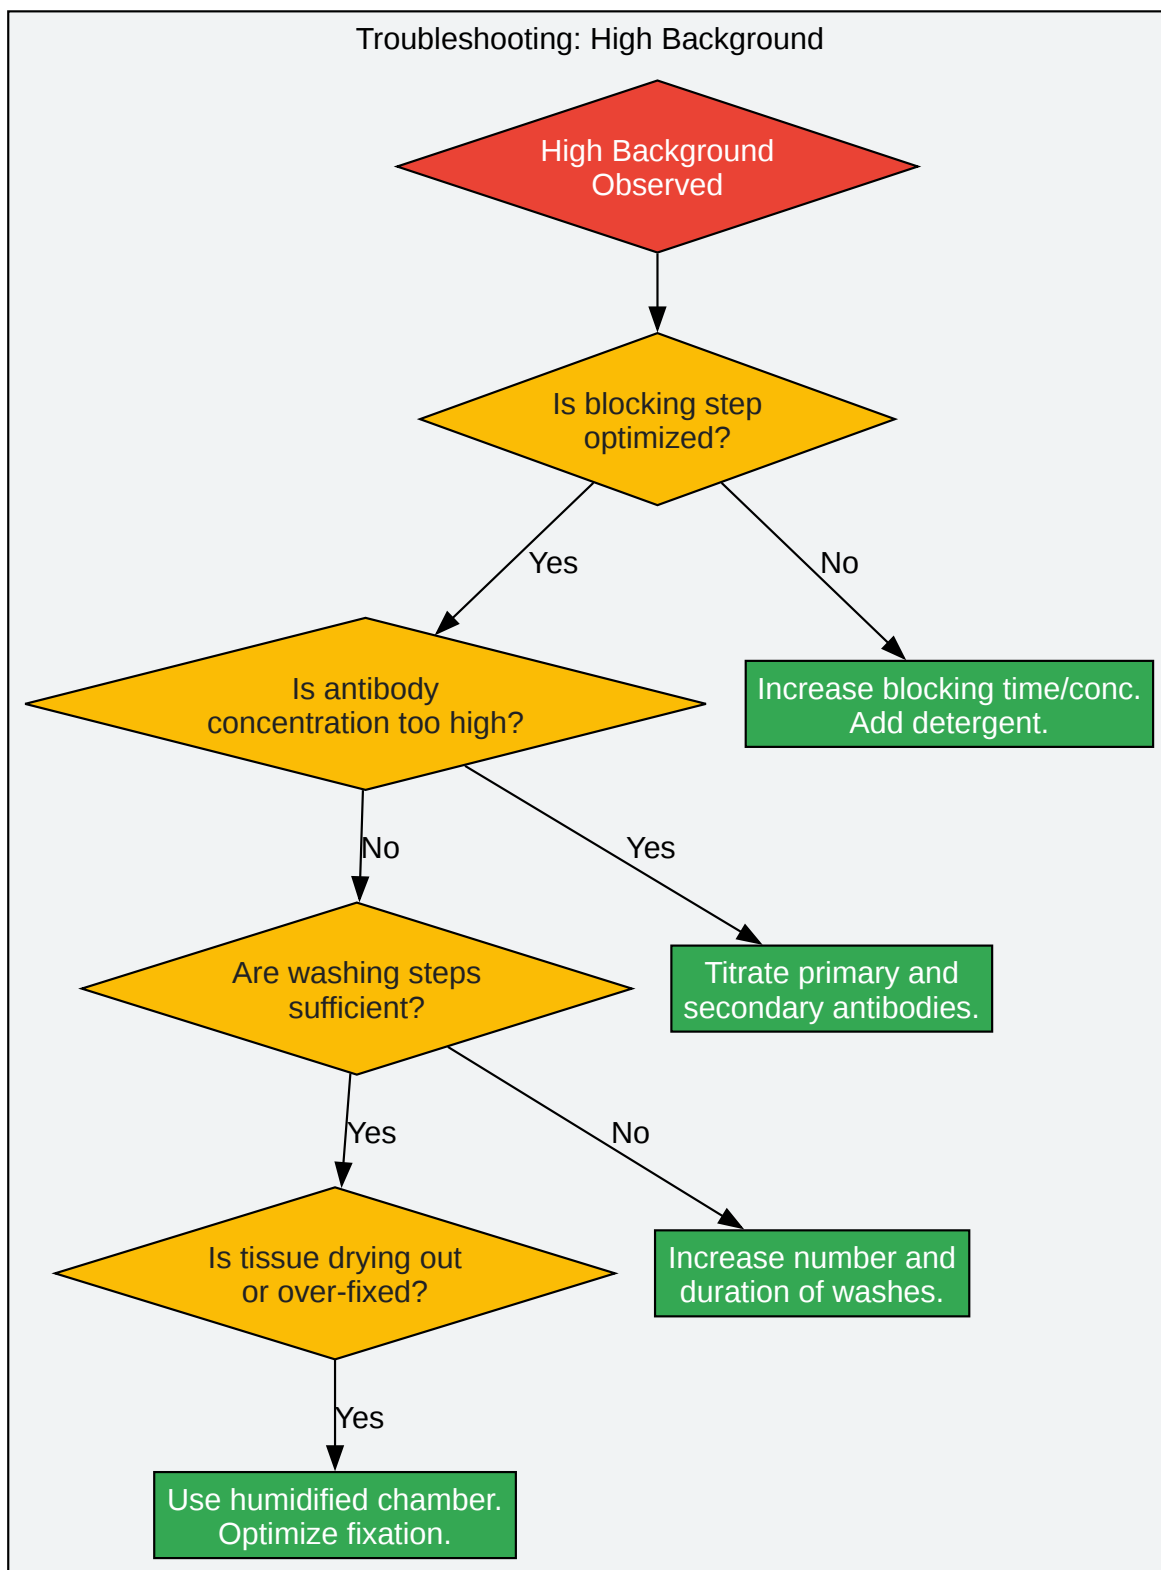 Troubleshooting: High Background
High Background
Observed
Is blocking step
optimized?
Yes
No
Is antibody
concentration too high?
Increase blocking time/conc.
Add detergent.
No
Yes
Are washing steps
sufficient?
Titrate primary and
secondary antibodies.
Yes
No
Is tissue drying out
or over-fixed?
Increase number and
duration of washes.
Yes
Use humidified chamber.
Optimize fixation.